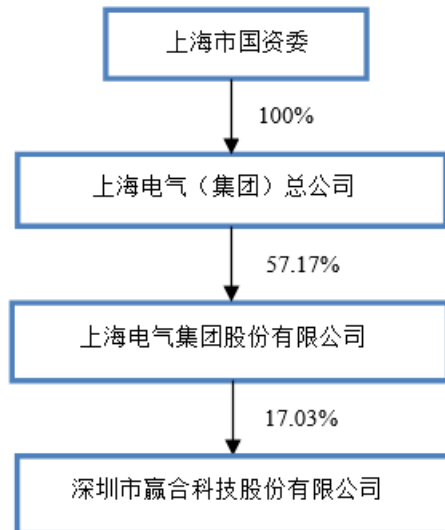 上海市国资委
100%
上海电气（集团）总公司
57.17%
上海电气集团股份有限公司
17.03%
深圳市赢合科技股份有限公司